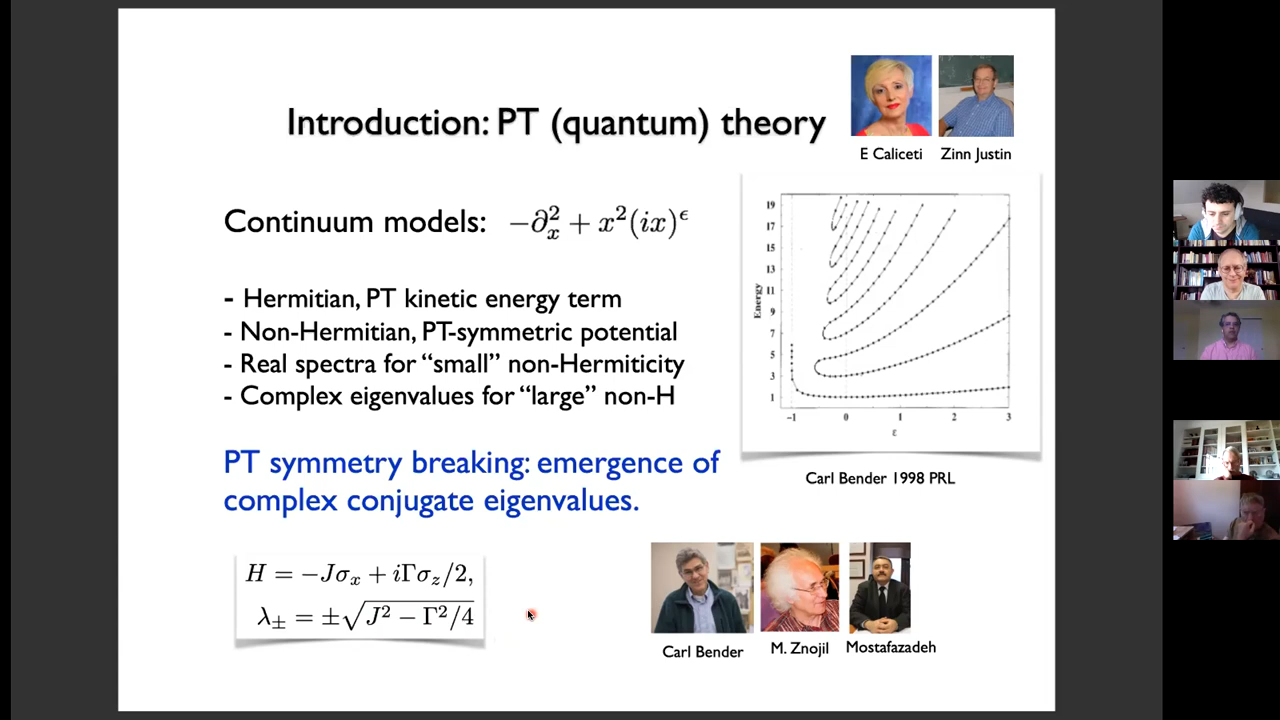 Introduction: PT (quantum) theory
E Caliceti
Zinn Justin
Continuum models: $-\partial_x^2 + x^2(ix)^\epsilon$
- Hermitian, PT kinetic energy term
- Non-Hermitian, PT-symmetric potential
- Real spectra for “small” non-Hermiticity
- Complex eigenvalues for “large” non-H
19
17
15
13
11
9
7
5
3
1
Energy
-1 0 1 2 3
ε
Carl Bender 1998 PRL
PT symmetry breaking: emergence of
complex conjugate eigenvalues.
$H = -J\sigma_x + i\Gamma\sigma_z/2,$
$\lambda_\pm = \pm\sqrt{J^2 - \Gamma^2/4}$
Carl Bender
M. Znojil
Mostafazadeh